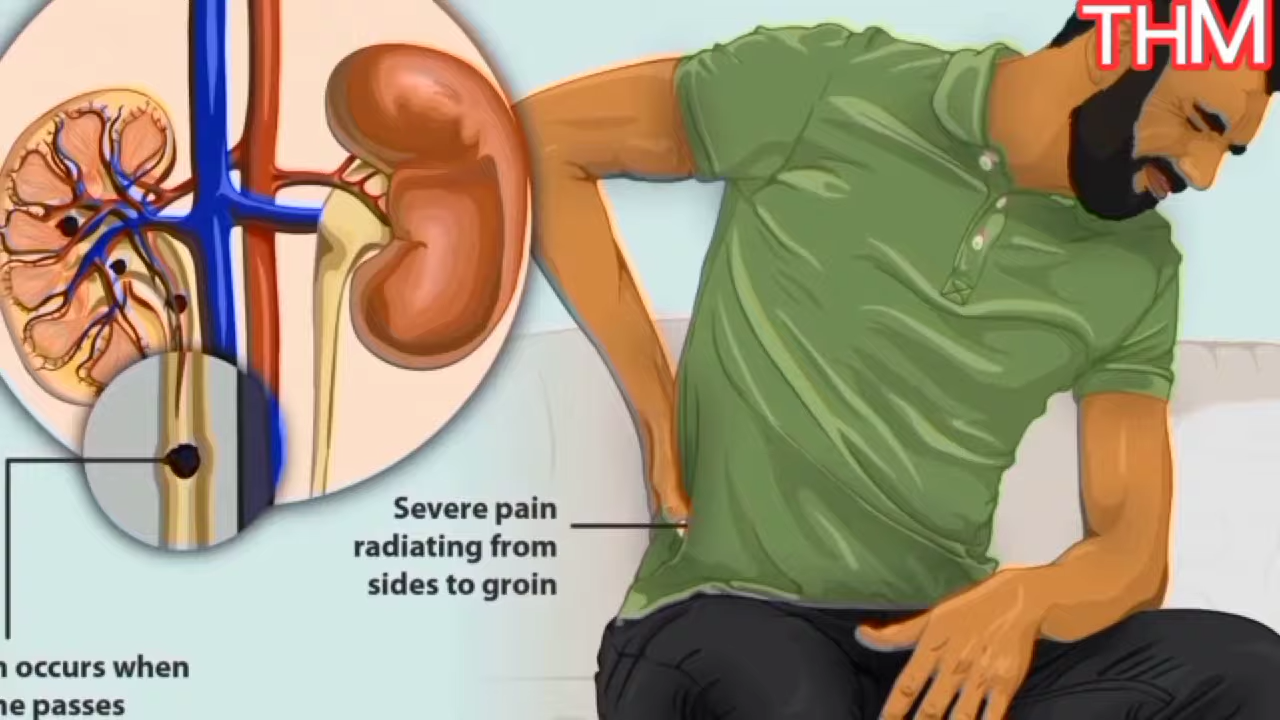 THM
Severe pain
radiating from
sides to groin
occurs when
passes